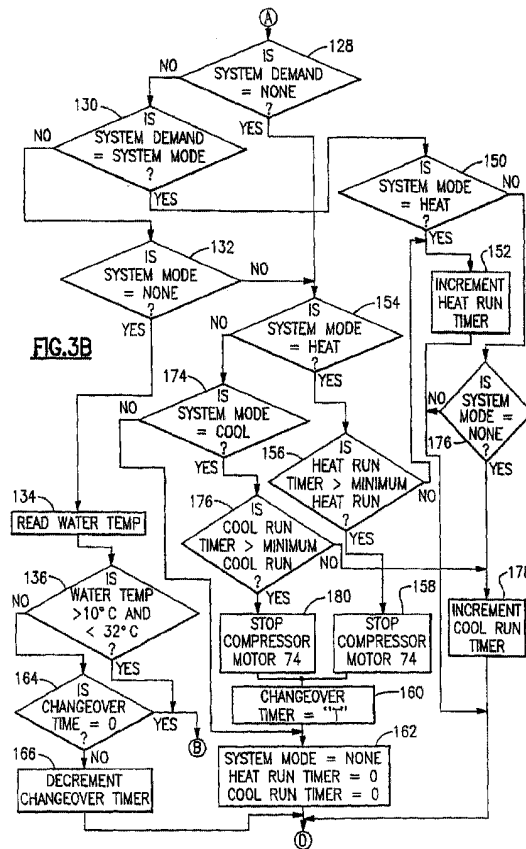 A
IS
SYSTEM DEMAND
= NONE
?
128
NO
YES
130
IS
SYSTEM DEMAND
= SYSTEM MODE
?
NO
YES
150
IS
SYSTEM MODE
= HEAT
?
NO
YES
132
IS
SYSTEM MODE
= NONE
?
NO
YES
152
INCREMENT
HEAT RUN
TIMER
FIG.3B
154
IS
SYSTEM MODE
= HEAT
?
NO
YES
174
IS
SYSTEM MODE
= COOL
?
NO
YES
IS
SYSTEM
MODE =
NONE
?
NO
176
YES
156
IS
HEAT RUN
TIMER > MINIMUM
HEAT RUN
?
NO
YES
134
READ WATER TEMP
176
IS
COOL RUN
TIMER > MINIMUM
COOL RUN
?
NO
YES
136
IS
WATER TEMP
>10°C AND
< 32°C
?
NO
YES
180
STOP
COMPRESSOR
MOTOR 74
158
STOP
COMPRESSOR
MOTOR 74
178
INCREMENT
COOL RUN
TIMER
164
IS
CHANGEOVER
TIME = 0
?
YES
NO
B
160
CHANGEOVER
TIMER = "T"
162
SYSTEM MODE = NONE
HEAT RUN TIMER = 0
COOL RUN TIMER = 0
166
DECREMENT
CHANGEOVER TIMER
D